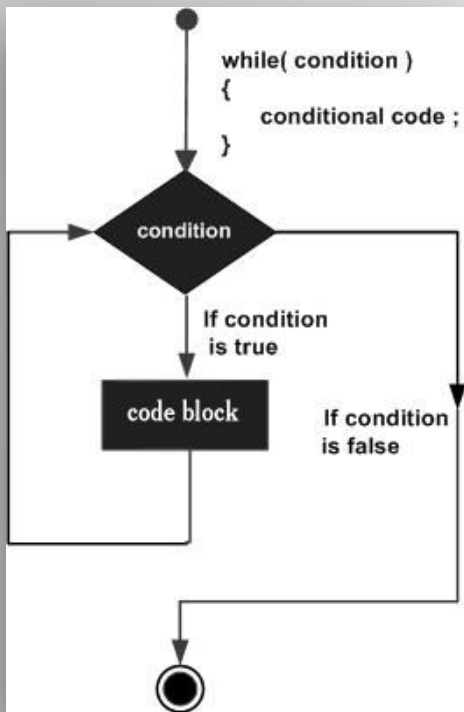 while( condition )
{
conditional code ;
}
condition
If condition
is true
code block
If condition
is false